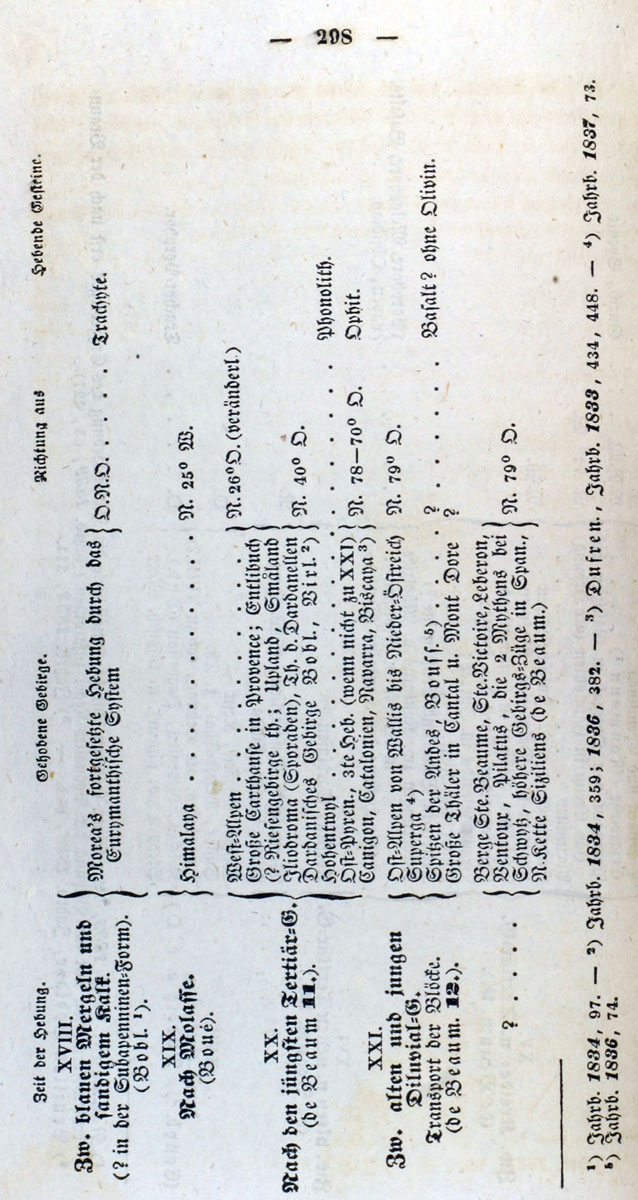 — 298 —
Zeit der Hebung. Gehobene Gebirge. Richtung aus Hebende Gesteine.
XVIII.
Zw. blauen Mergeln und
sandigem Kalk.
(? in der Subapeninen-Form).
(Bobl. ¹).
Morea's fortgesetzte Hebung durch das
Eurymanthische System
O.N.O. . . . . Trachyte.
XIX.
Nach Molasse.
(Boué).
Himalaya . . . . . . . . . . . N. 25° W.
XX.
Nach den jüngsten Tertiär-G.
(de Beaum. 11.).
West-Alpen . . . . . . . . N. 26° O. (veränderl.)
Große Carthause in Provence; Entlibuch
(? Riesengebirge th.; Upland, Småland
Iliodroma (Sporaden), Th. d. Dardanellen
Dardanisches Gebirge Bobl., Virl. ²)
N. 40° O.
Hohentwyl . . . . . . . . . . . . . . . Phonolith.
Ost-Pyren., 3te Heb. (wenn nicht zu XXI)
Canigon, Catalonien, Navarra, Biscaya ³)
N. 78—70° O. Ophit.
XXI.
Zw. alten und jungen
Diluvial-G.
Transport der Blöcke.
(de Beaum. 12.).
Ost-Alpen von Wallis bis Nieder-Östreich N. 79° O.
Superga ⁴)
Spitzen der Andes, Bouss. ⁵) . . . . ? . . . . . . Basalt? ohne Olivin.
Große Thäler in Cantal u. Mont Dore ?
? . . . .
Berge Ste. Beaume, Ste. Victoire, Leberon,
Ventoux, Pilatus, die 2 Mythens bei
Schwytz, höhere Gebirgs-Züge in Span.,
N. Kette Siziliens (de Beaum.)
N. 79° O.
¹) Jahrb. 1834, 97. — ²) Jahrb. 1834, 359; 1836, 382. — ³) Dufren., Jahrb. 1833, 434, 448. — ⁴) Jahrb. 1837, 73.
⁵) Jahrb. 1836, 74.